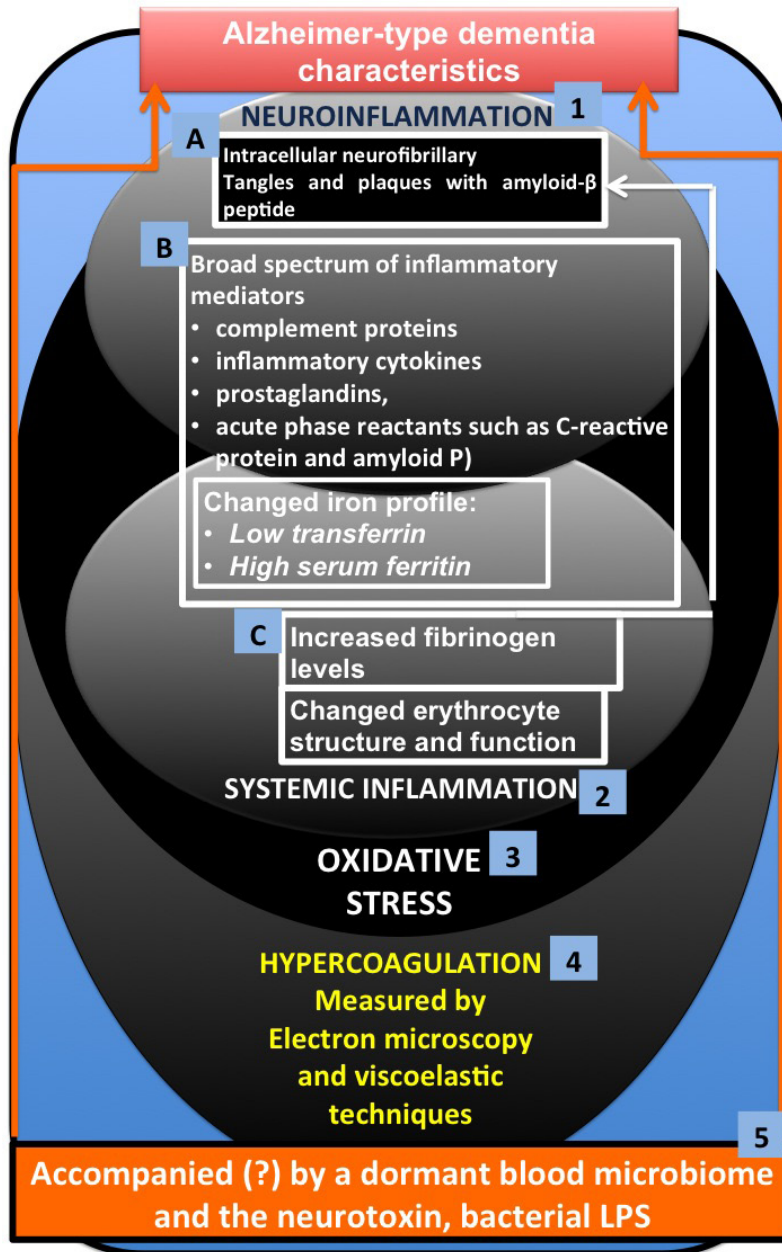 Alzheimer-type dementia
characteristics
NEUROINFLAMMATION 1
A
Intracellular neurofibrillary
Tangles and plaques with amyloid-β
peptide
B
Broad spectrum of inflammatory
mediators
• complement proteins
• inflammatory cytokines
• prostaglandins,
• acute phase reactants such as C-reactive
protein and amyloid P)
Changed iron profile:
• Low transferrin
• High serum ferritin
C
Increased fibrinogen
levels
Changed erythrocyte
structure and function
SYSTEMIC INFLAMMATION 2
OXIDATIVE 3
STRESS
HYPERCOAGULATION 4
Measured by
Electron microscopy
and viscoelastic
techniques
5
Accompanied (?) by a dormant blood microbiome
and the neurotoxin, bacterial LPS